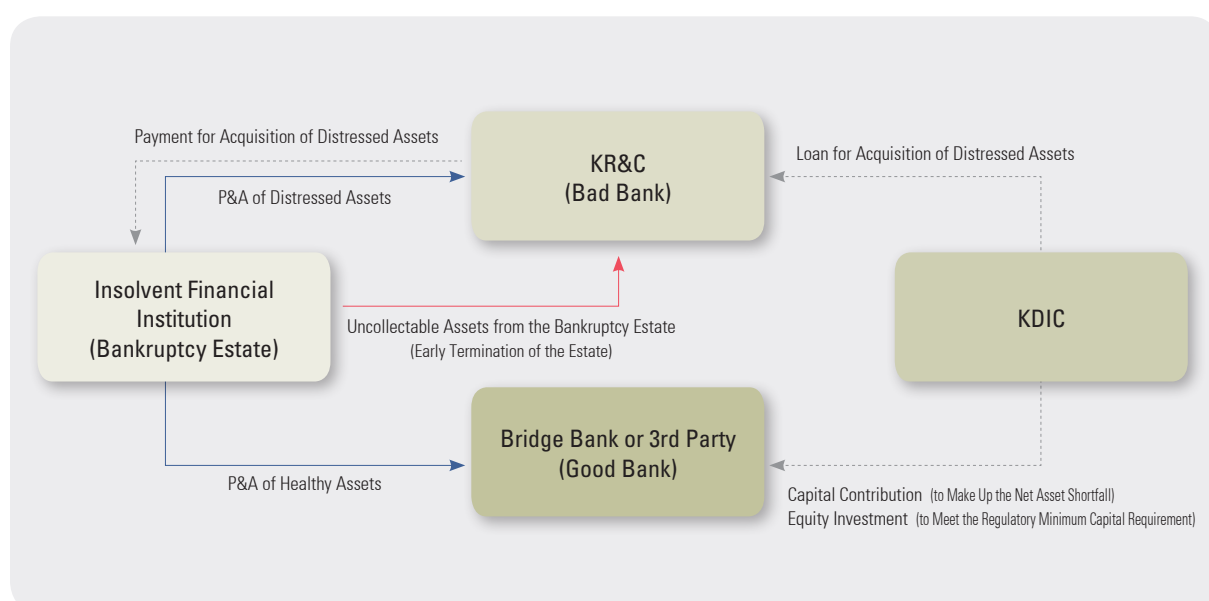 Payment for Acquisition of Distressed Assets
P&A of Distressed Assets
KR&C
(Bad Bank)
Loan for Acquisition of Distressed Assets
Insolvent Financial
Institution
(Bankruptcy Estate)
Uncollectable Assets from the Bankruptcy Estate
(Early Termination of the Estate)
KDIC
Bridge Bank or 3rd Party
(Good Bank)
P&A of Healthy Assets
Capital Contribution (to Make Up the Net Asset Shortfall)
Equity Investment (to Meet the Regulatory Minimum Capital Requirement)